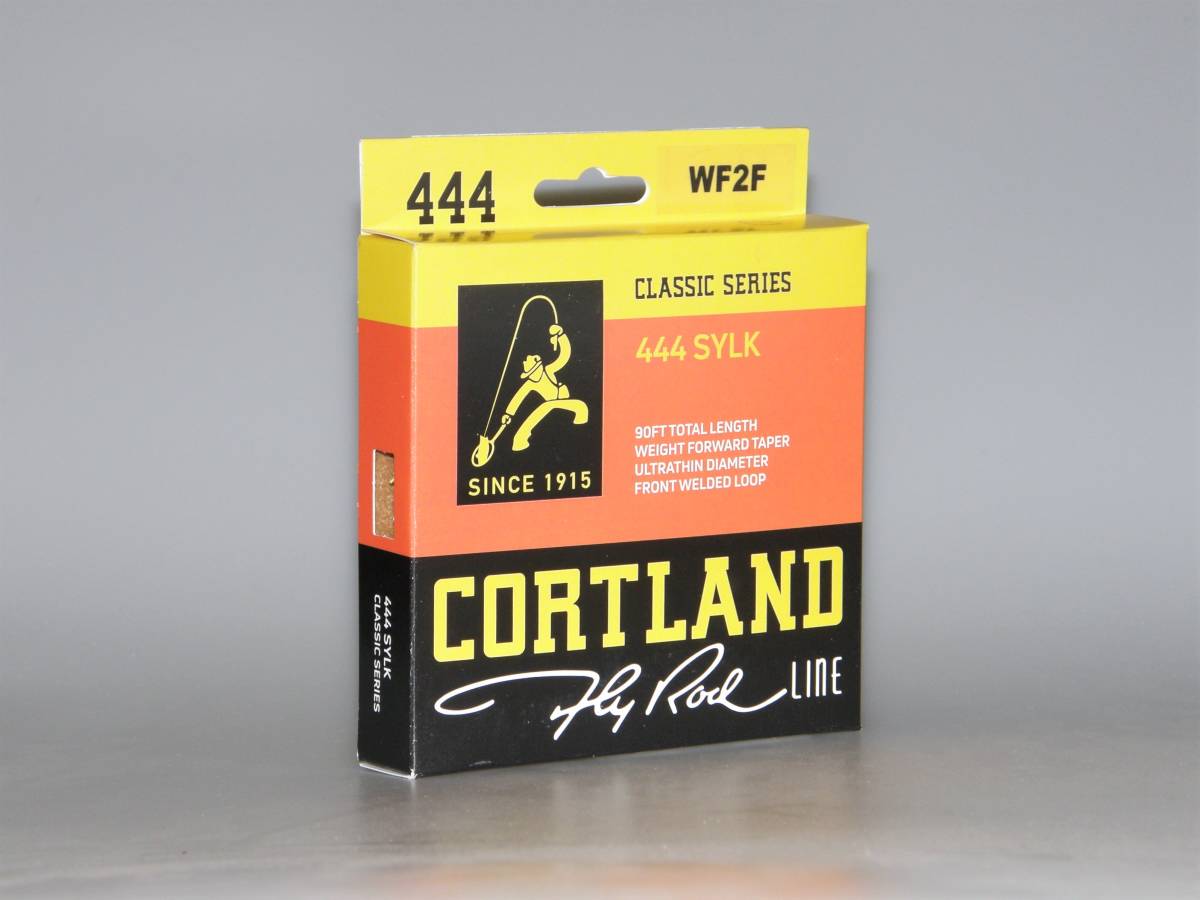 444
WF2F
CLASSIC SERIES
444 SYLK
90FT TOTAL LENGTH
WEIGHT FORWARD TAPER
ULTRATHIN DIAMETER
FRONT WELDED LOOP
SINCE 1915
CORTLAND
Fly Rod LINE
444 SYLK
CLASSIC SERIES